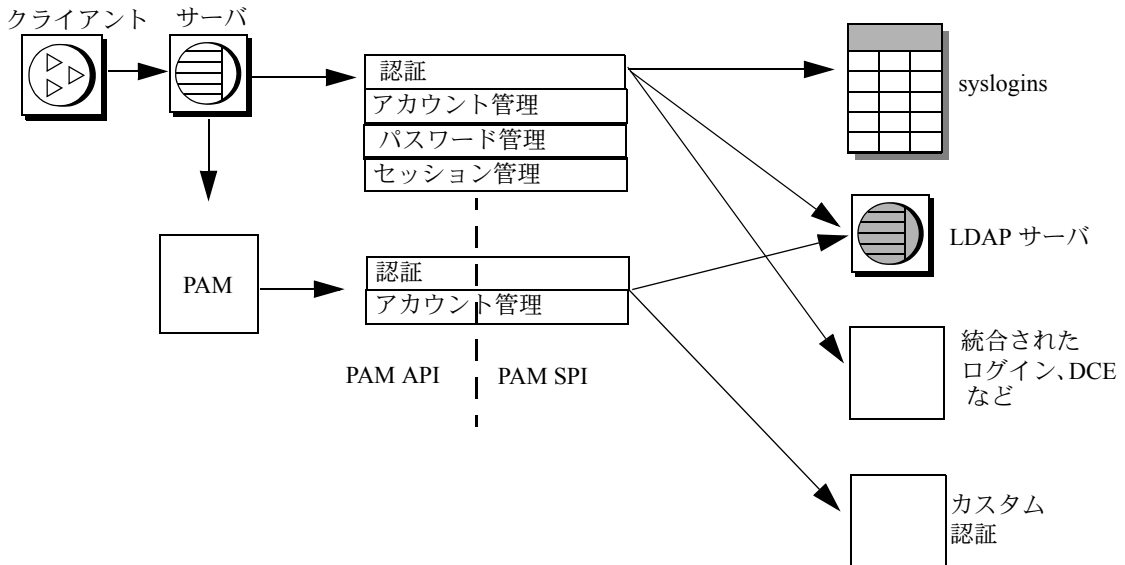 クライアント
サーバ
認証
アカウント管理
パスワード管理
セッション管理
syslogins
LDAP サーバ
PAM
認証
アカウント管理
PAM API
PAM SPI
統合された
ログイン、DCE
など
カスタム
認証